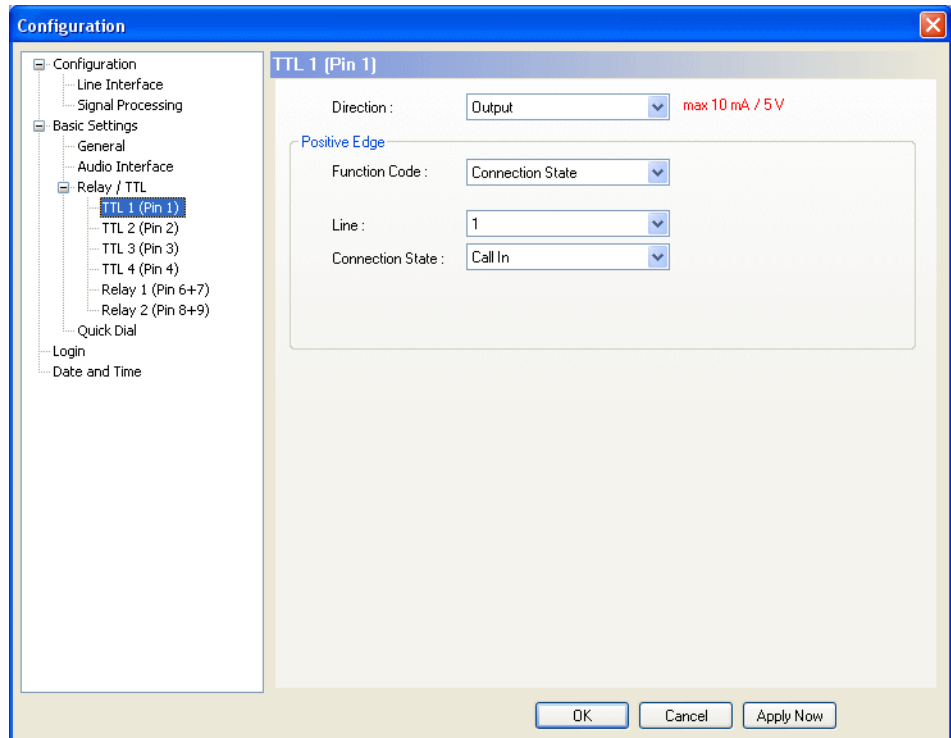 Configuration
Configuration
Line Interface
Signal Processing
Basic Settings
General
Audio Interface
Relay / TTL
TTL 1 (Pin 1)
TTL 2 (Pin 2)
TTL 3 (Pin 3)
TTL 4 (Pin 4)
Relay 1 (Pin 6+7)
Relay 2 (Pin 8+9)
Quick Dial
Login
Date and Time
TTL 1 (Pin 1)
Direction : Output max 10 mA / 5 V
Positive Edge
Function Code : Connection State
Line : 1
Connection State : Call In
OK Cancel Apply Now